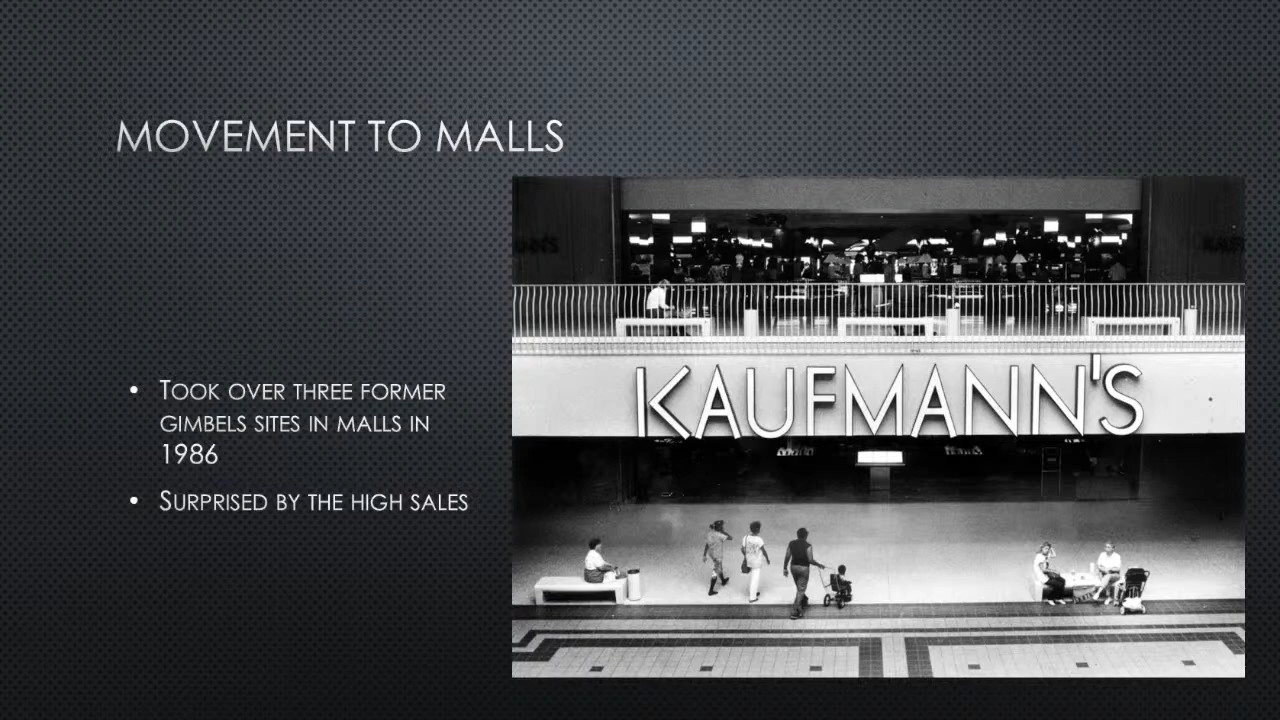 MOVEMENT TO MALLS
• TOOK OVER THREE FORMER
GIMBELS SITES IN MALLS IN
1986
• SURPRISED BY THE HIGH SALES
KAUFMANN'S